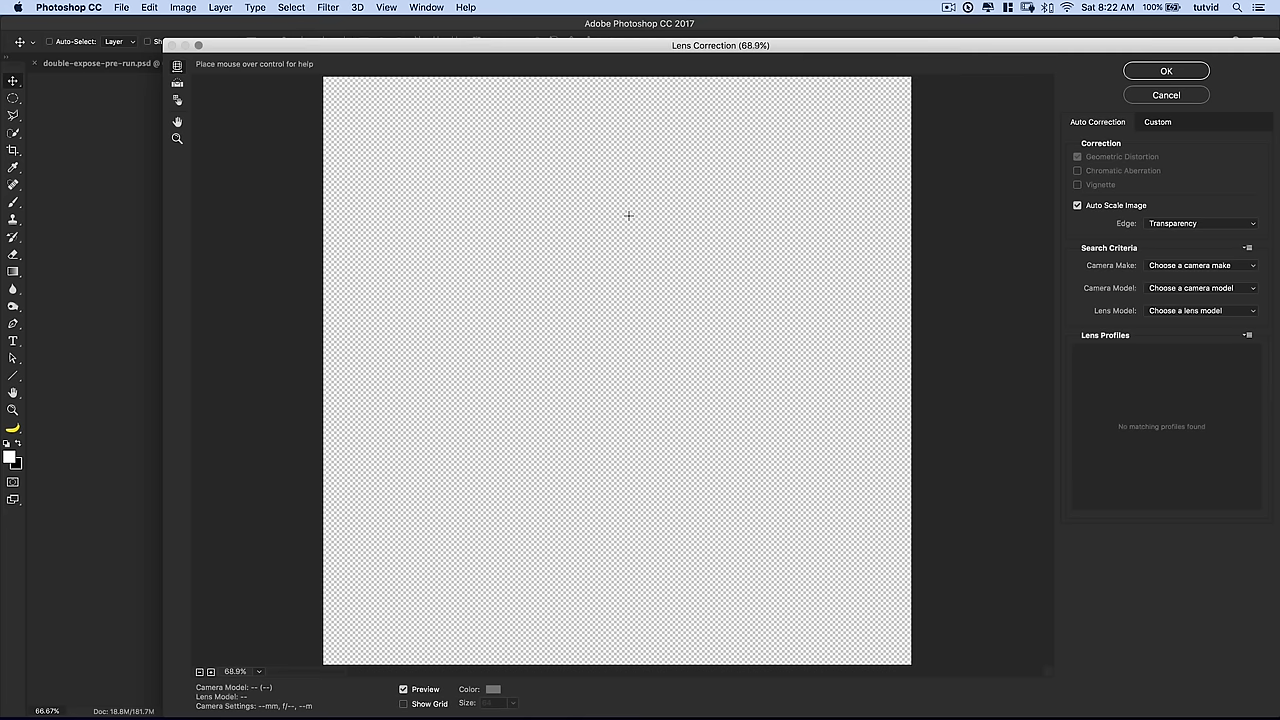 Photoshop CC File Edit Image Layer Type Select Filter 3D View Window Help Sat 8:22 AM 100% tutvid
Adobe Photoshop CC 2017
Auto-Select: Layer Sh
Lens Correction (68.9%)
double-expose-pre-run.psd @
Place mouse over control for help
OK
Cancel
Auto Correction Custom
Correction
Geometric Distortion
Chromatic Aberration
Vignette
Auto Scale Image
Edge: Transparency
Search Criteria
Camera Make: Choose a camera make
Camera Model: Choose a camera model
Lens Model: Choose a lens model
Lens Profiles
No matching profiles found
68.9%
Camera Model: -- (--)
Lens Model: --
Camera Settings: --mm, f/--, --m
Preview Color:
Show Grid Size: 64
66.67% Doc: 18.8M/181.7M